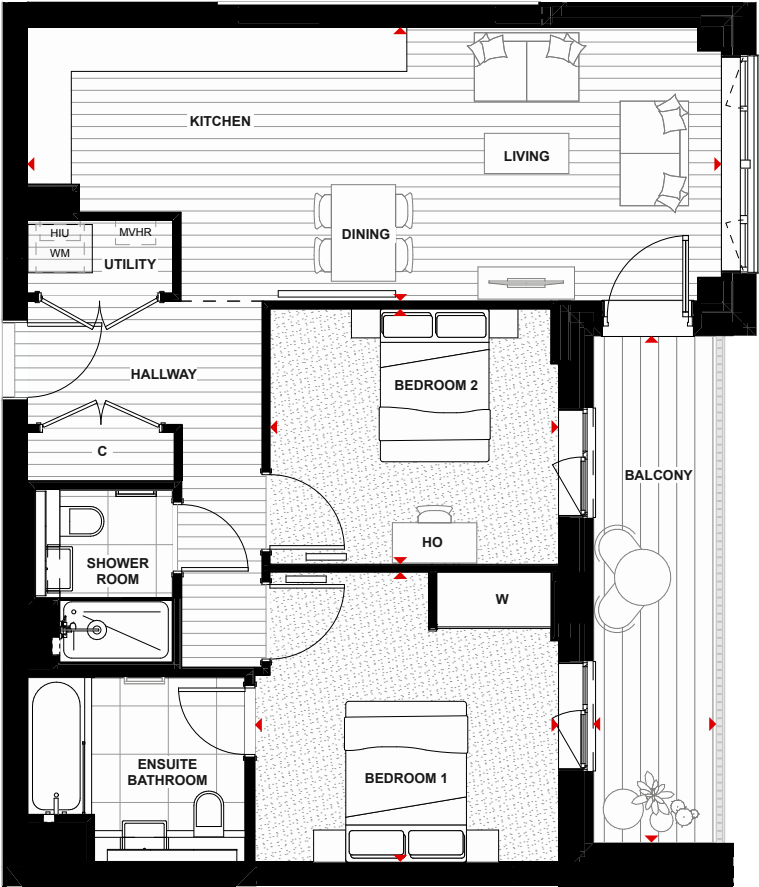 KITCHEN
LIVING
DINING
HIU
MVHR
WM
UTILITY
HALLWAY
BEDROOM 2
C
BALCONY
HO
SHOWER
ROOM
W
ENSUITE
BATHROOM
BEDROOM 1